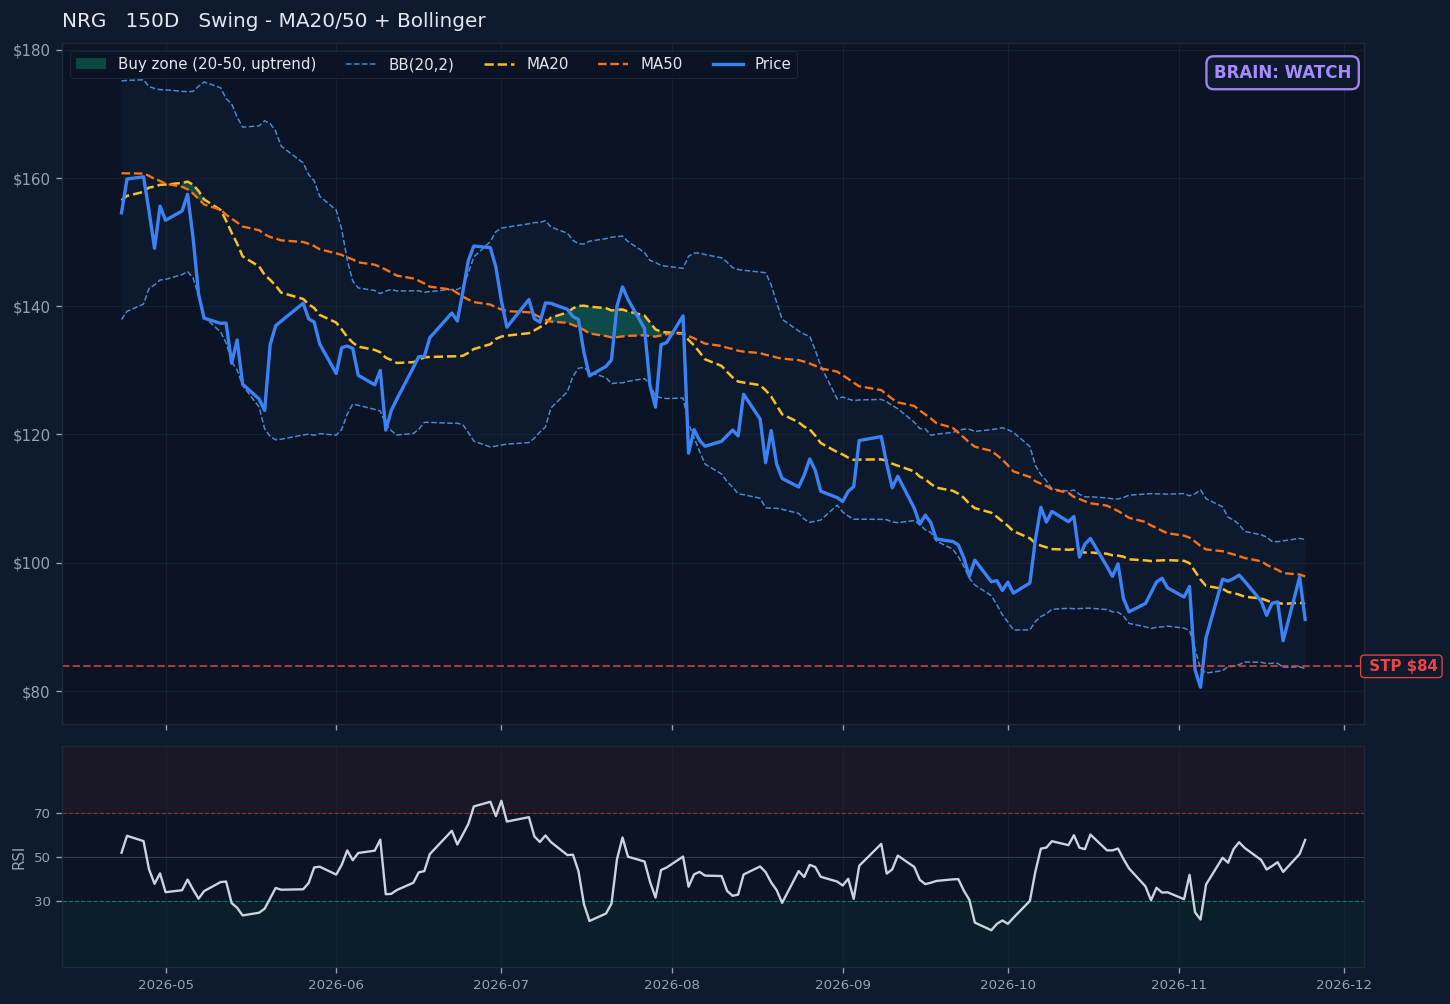 NRG   150D   Swing - MA20/50 + Bollinger
Buy zone (20-50, uptrend)
BB(20,2)
MA20
MA50
Price
BRAIN: WATCH
$180
$160
$140
$120
$100
$80
STP $84
RSI
70
50
30
2026-05
2026-06
2026-07
2026-08
2026-09
2026-10
2026-11
2026-12